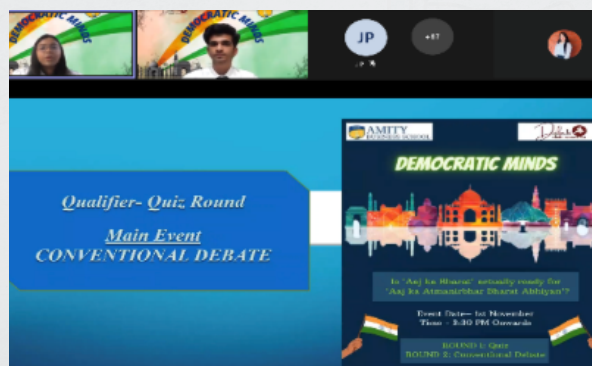 DEMOCRATIC MINDS
DEMOCRATIC MINDS
JP
+87
JP
Qualifier- Quiz Round
Main Event
CONVENTIONAL DEBATE
AMITY
BUSINESS SCHOOL
DEMOCRATIC MINDS
Is 'Aaj ka Bharat' actually ready for
'Aaj ka Atmanirbhar Bharat Abhiyan'?
Event Date– 1st November
Time - 2:30 PM Onwards
ROUND 1: Quiz
ROUND 2: Conventional Debate